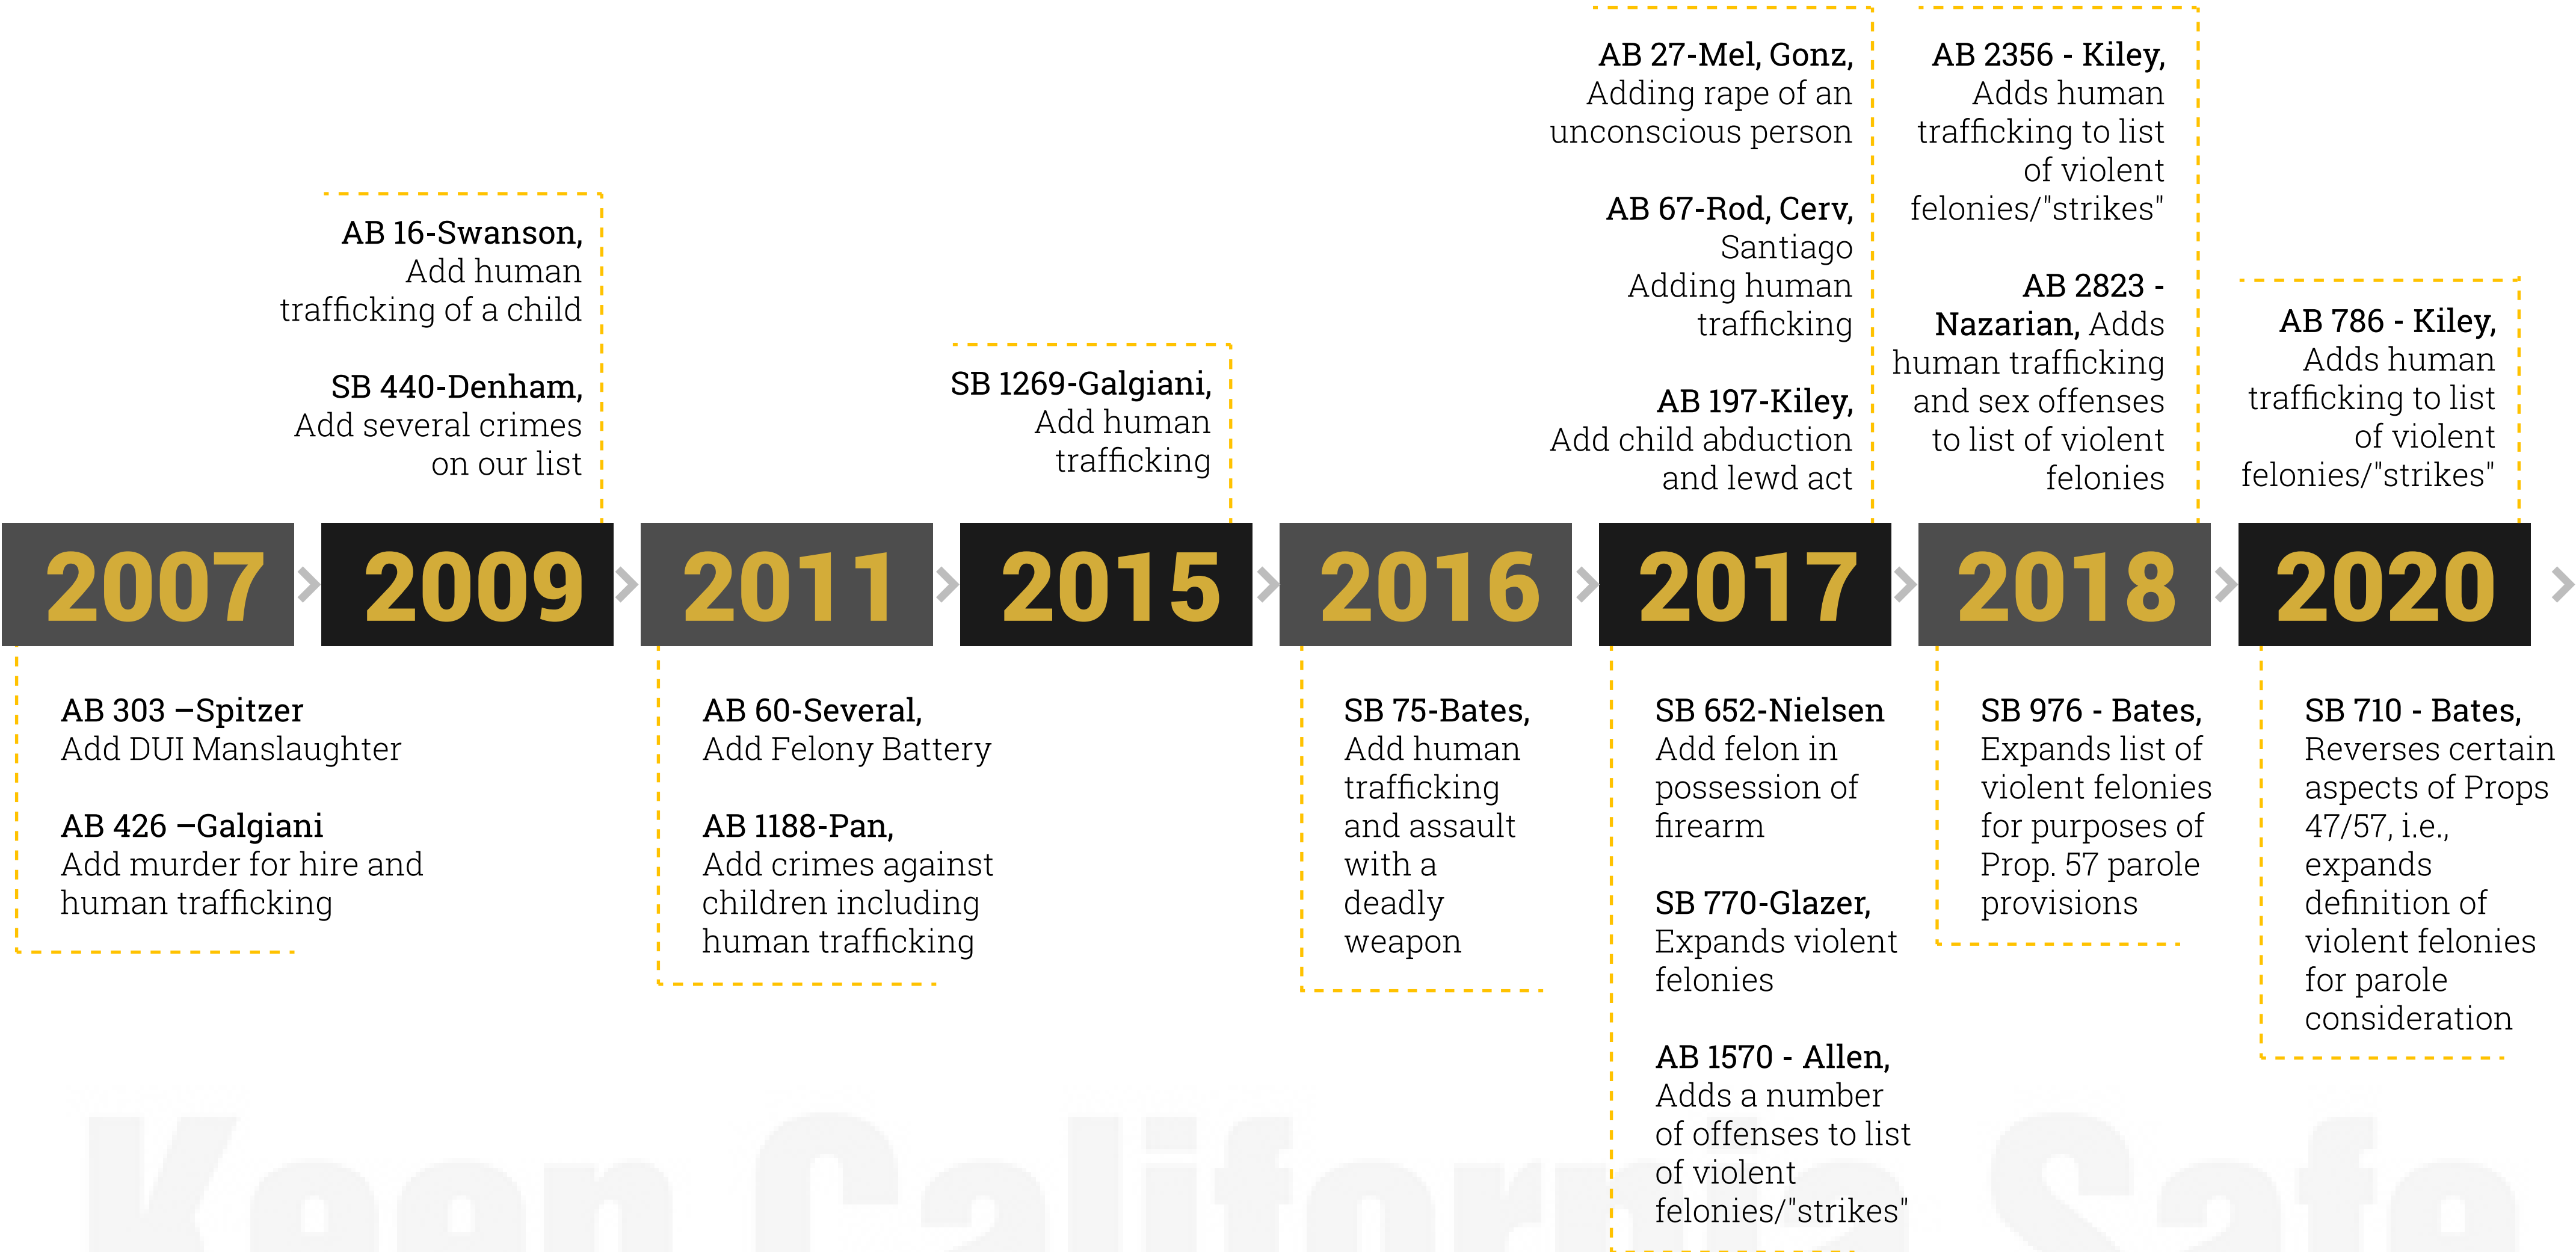 AB 16-Swanson,
Add human
trafficking of a child
SB 440-Denham,
Add several crimes
on our list
SB 1269-Galgiani,
Add human
trafficking
AB 27-Mel, Gonz,
Adding rape of an
unconscious person
AB 67-Rod, Cerv,
Santiago
Adding human
trafficking
AB 197-Kiley,
Add child abduction
and lewd act
AB 2356 - Kiley,
Adds human
trafficking to list
of violent
felonies/"strikes"
AB 2823 -
Nazarian, Adds
human trafficking
and sex offenses
to list of violent
felonies
AB 786 - Kiley,
Adds human
trafficking to list
of violent
felonies/"strikes"
2007 > 2009 > 2011 > 2015 > 2016 > 2017 > 2018 > 2020 >
AB 303 –Spitzer
Add DUI Manslaughter
AB 426 –Galgiani
Add murder for hire and
human trafficking
AB 60-Several,
Add Felony Battery
AB 1188-Pan,
Add crimes against
children including
human trafficking
SB 75-Bates,
Add human
trafficking
and assault
with a
deadly
weapon
SB 652-Nielsen
Add felon in
possession of
firearm
SB 770-Glazer,
Expands violent
felonies
AB 1570 - Allen,
Adds a number
of offenses to list
of violent
felonies/"strikes"
SB 976 - Bates,
Expands list of
violent felonies
for purposes of
Prop. 57 parole
provisions
SB 710 - Bates,
Reverses certain
aspects of Props
47/57, i.e.,
expands
definition of
violent felonies
for parole
consideration
Keep California Safe